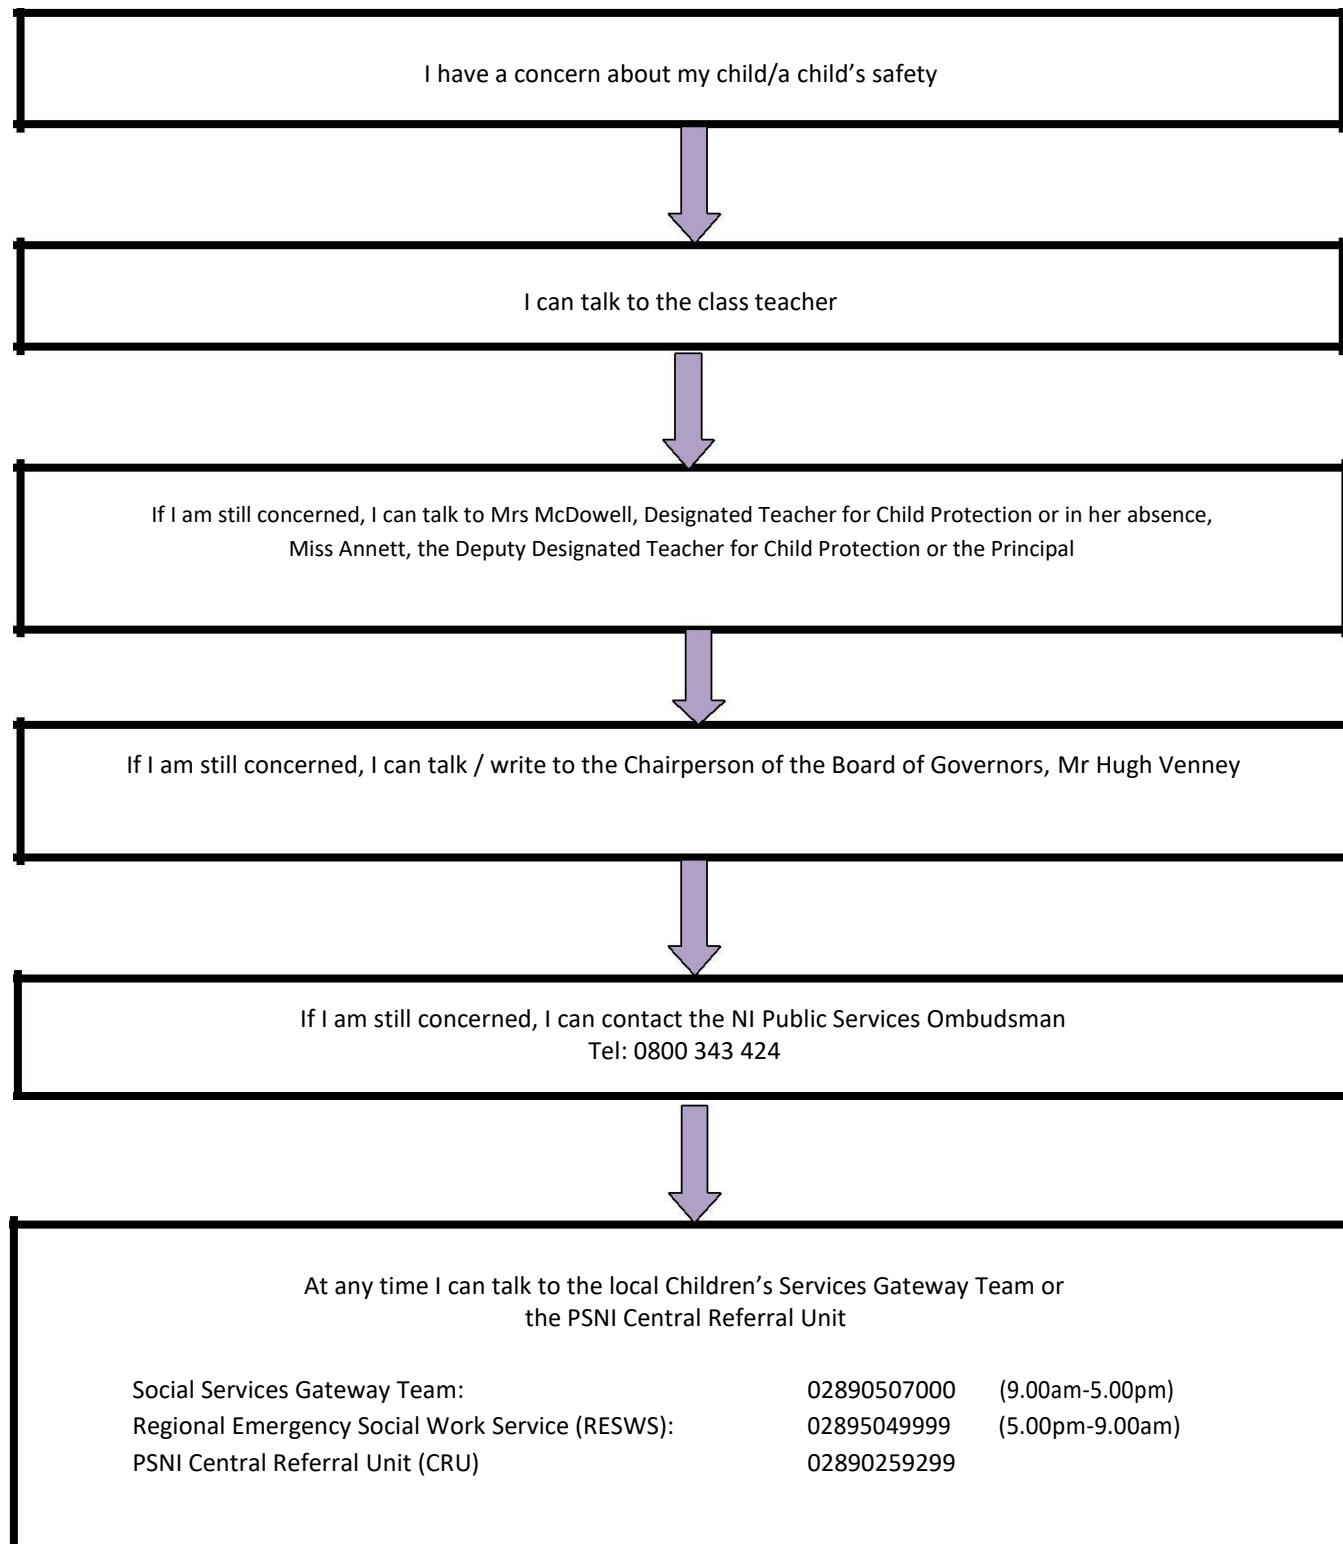 I have a concern about my child/a child’s safety
I can talk to the class teacher
If I am still concerned, I can talk to Mrs McDowell, Designated Teacher for Child Protection or in her absence,
Miss Annett, the Deputy Designated Teacher for Child Protection or the Principal
If I am still concerned, I can talk / write to the Chairperson of the Board of Governors, Mr Hugh Venney
If I am still concerned, I can contact the NI Public Services Ombudsman
Tel: 0800 343 424
At any time I can talk to the local Children’s Services Gateway Team or
the PSNI Central Referral Unit
Social Services Gateway Team: 02890507000 (9.00am-5.00pm)
Regional Emergency Social Work Service (RESWS): 02895049999 (5.00pm-9.00am)
PSNI Central Referral Unit (CRU) 02890259299